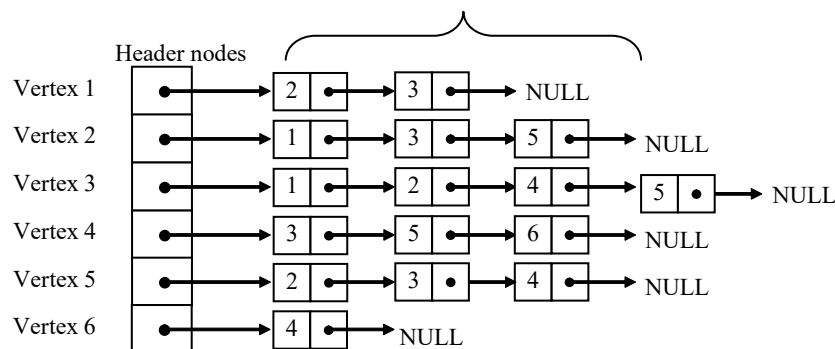 Header nodes
Vertex 1 2 3 NULL
Vertex 2 1 3 5 NULL
Vertex 3 1 2 4 5 NULL
Vertex 4 3 5 6 NULL
Vertex 5 2 3 4 NULL
Vertex 6 4 NULL